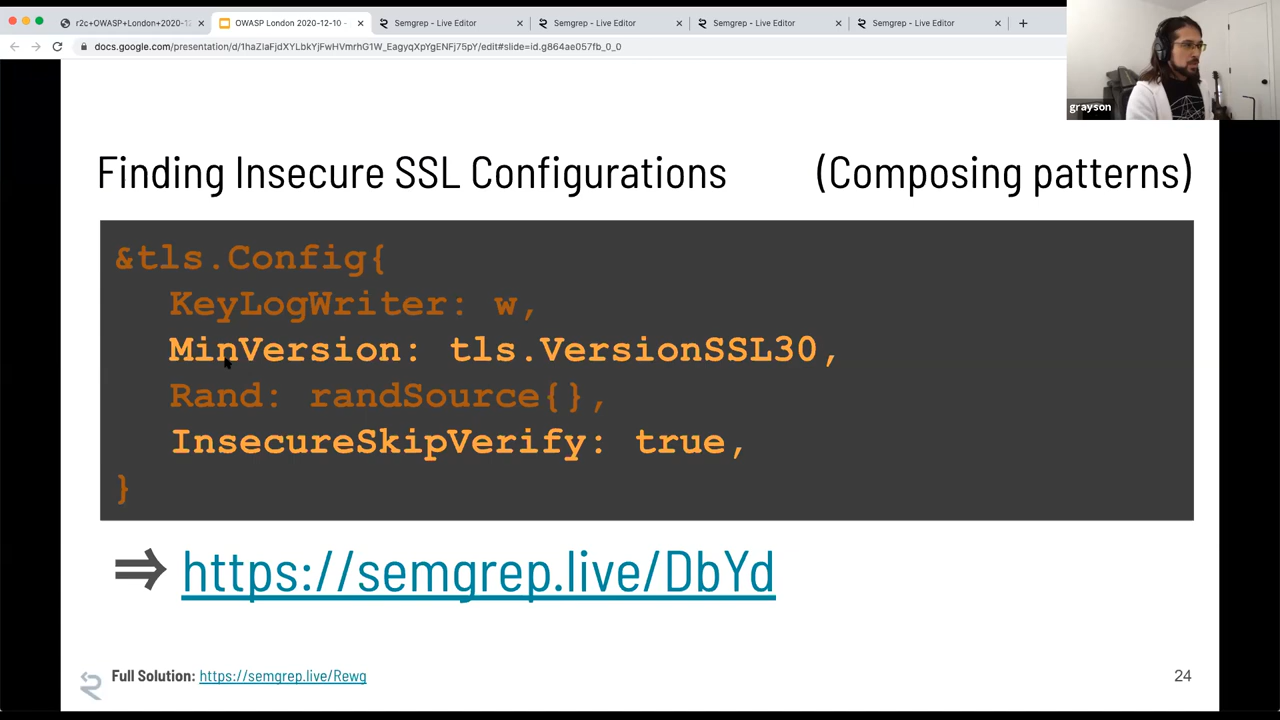 r2c+OWASP+London+2020-12
OWASP London 2020-12-10 -
Semgrep - Live Editor
Semgrep - Live Editor
Semgrep - Live Editor
Semgrep - Live Editor
docs.google.com/presentation/d/1haZlaFjdXYLbkYjFwHVmrhG1W_EagyqXpYgENFj75pY/edit#slide=id.g864ae057fb_0_0
grayson
Finding Insecure SSL Configurations (Composing patterns)
&tls.Config{
KeyLogWriter: w,
MinVersion: tls.VersionSSL30,
Rand: randSource{},
InsecureSkipVerify: true,
}
⇒ https://semgrep.live/DbYd
Full Solution: https://semgrep.live/Rewg
24